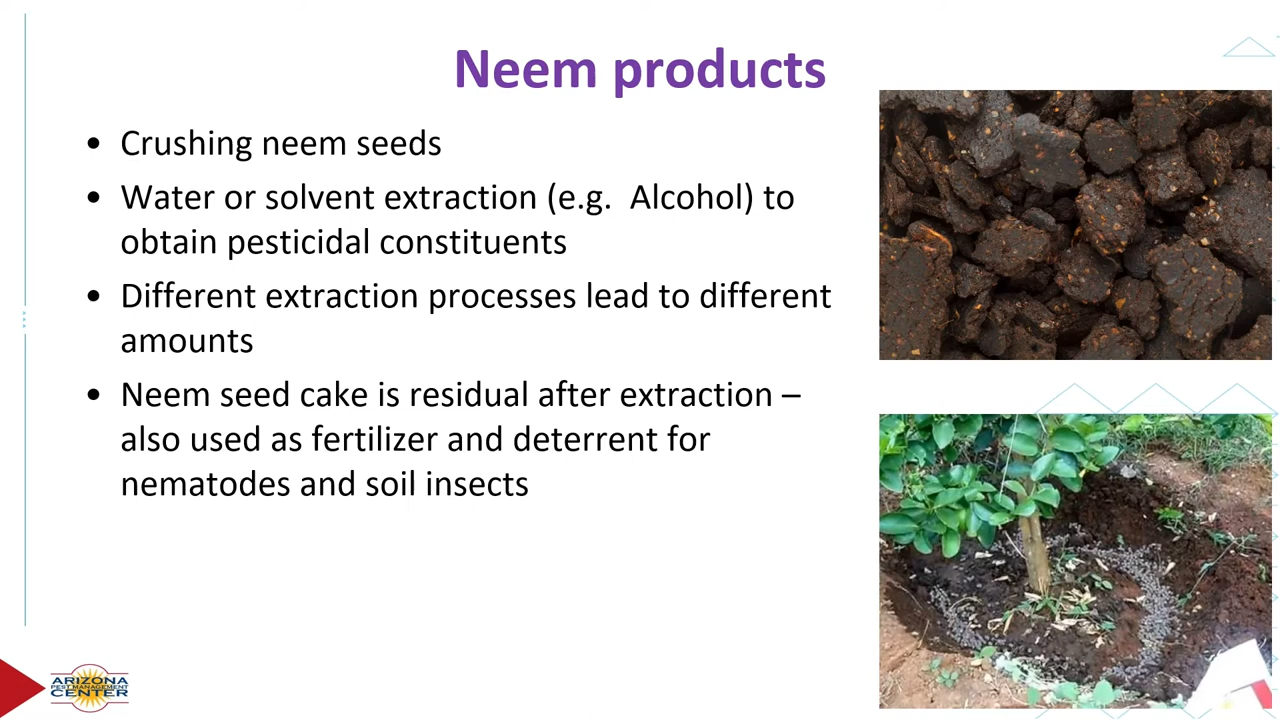 Neem products
• Crushing neem seeds
• Water or solvent extraction (e.g.  Alcohol) to
obtain pesticidal constituents
• Different extraction processes lead to different
amounts
• Neem seed cake is residual after extraction –
also used as fertilizer and deterrent for
nematodes and soil insects
ARIZONA
PEST MANAGEMENT
CENTER